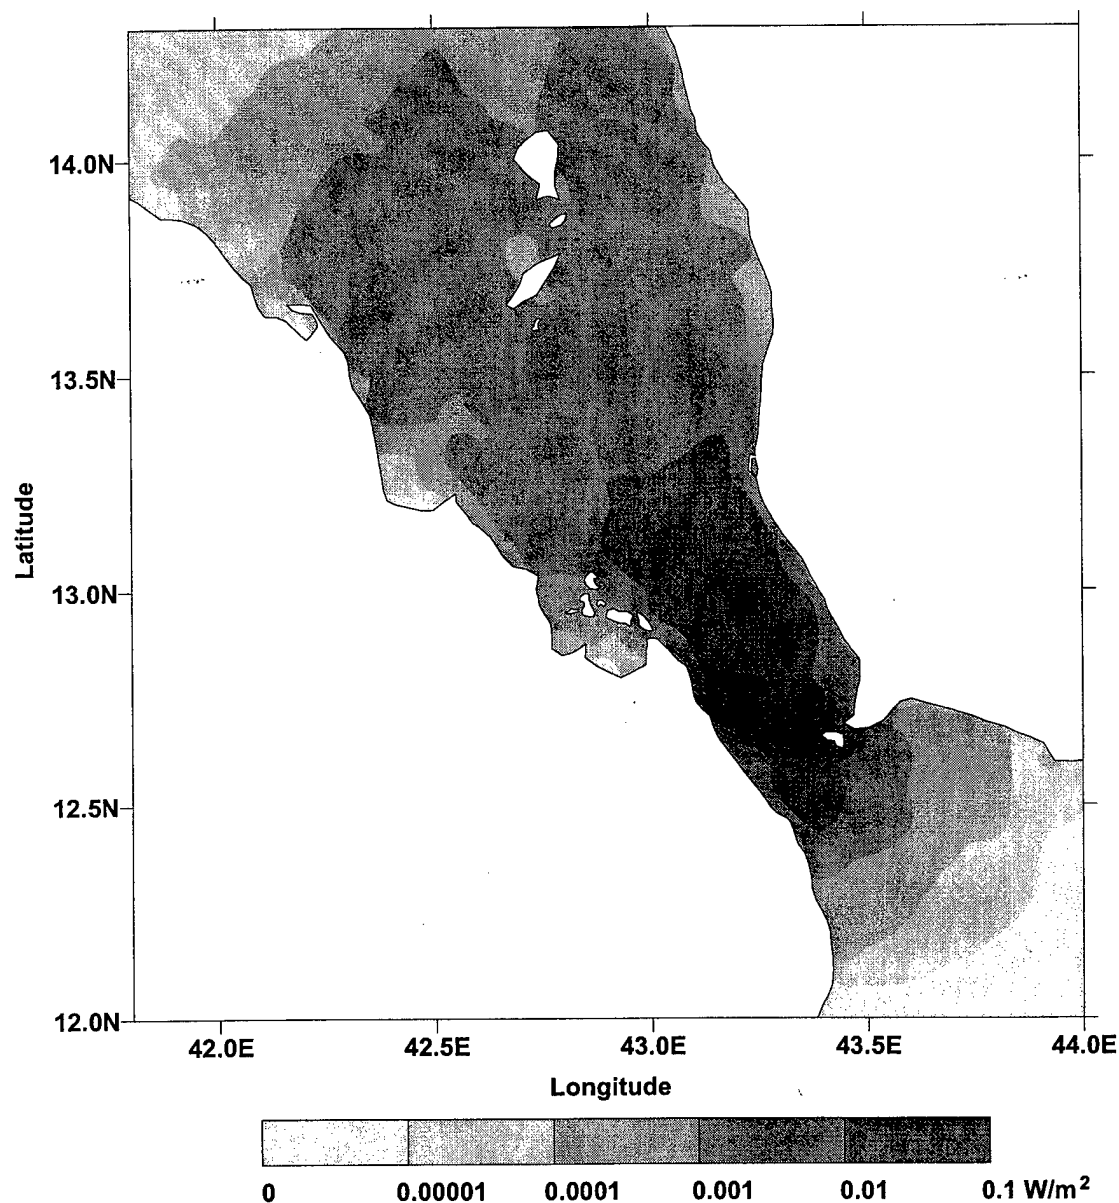 14.0N
13.5N
13.0N
12.5N
12.0N
Latitude
42.0E 42.5E 43.0E 43.5E 44.0E
Longitude
0 0.00001 0.0001 0.001 0.01 0.1 W/m²